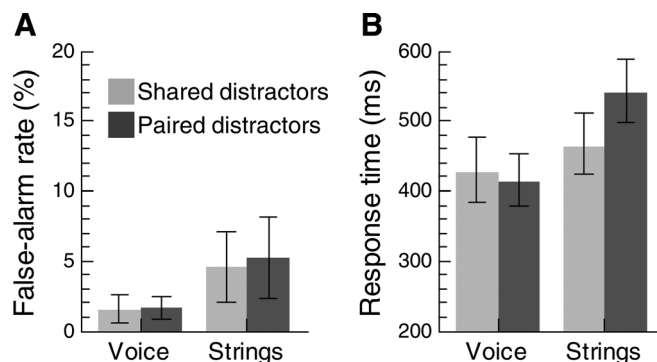 A
False-alarm rate (%)
20
15
10
5
0
Shared distractors
Paired distractors
Voice
Strings
B
Response time (ms)
600
500
400
300
200
Voice
Strings